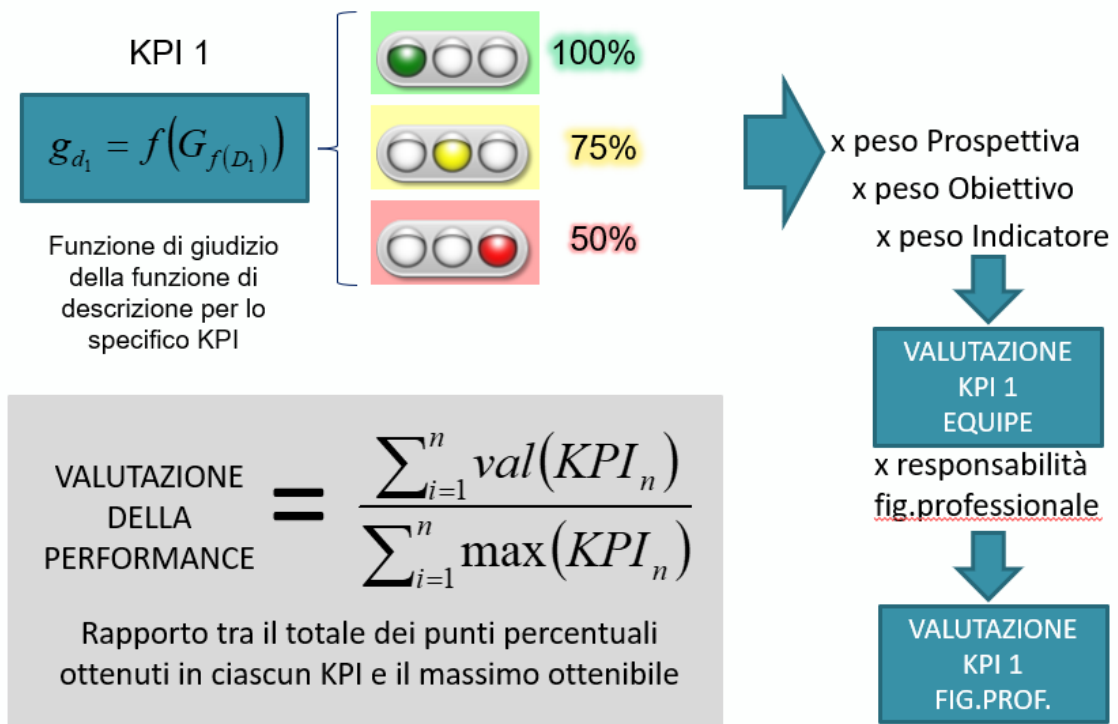 KPI 1
g_{d_1} = f(G_{f(D_1)})
Funzione di giudizio
della funzione di
descrizione per lo
specifico KPI
100%
75%
50%
x peso Prospettiva
x peso Obiettivo
x peso Indicatore
VALUTAZIONE
KPI 1
EQUIPE
x responsabilità
fig.professionale
VALUTAZIONE
KPI 1
FIG.PROF.
VALUTAZIONE
DELLA
PERFORMANCE
=
∑_{i=1}^{n} val(KPI_n)
∑_{i=1}^{n} max(KPI_n)
Rapporto tra il totale dei punti percentuali
ottenuti in ciascun KPI e il massimo ottenibile